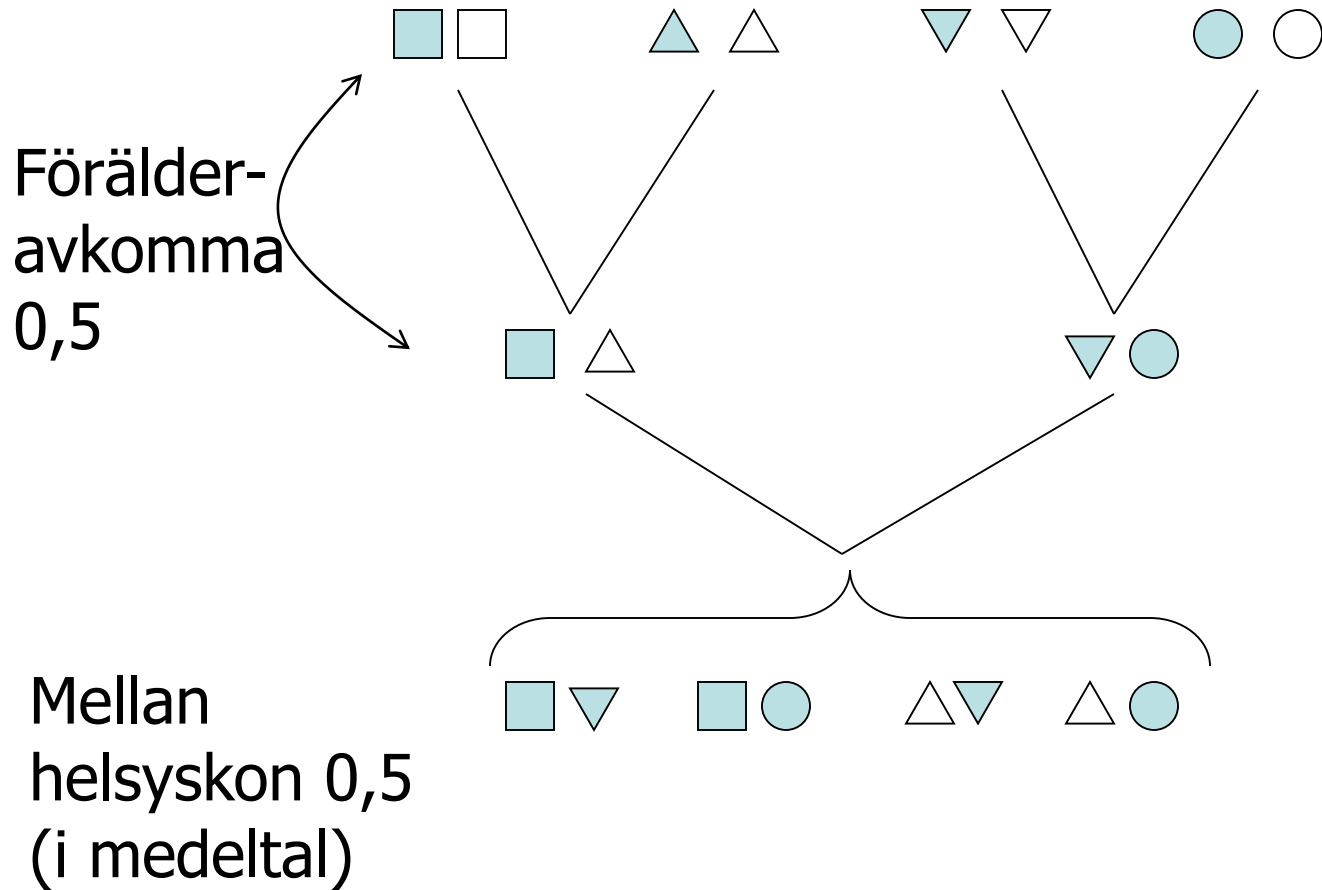 Förälder-
avkomma
0,5
Mellan
helsyskon 0,5
(i medeltal)